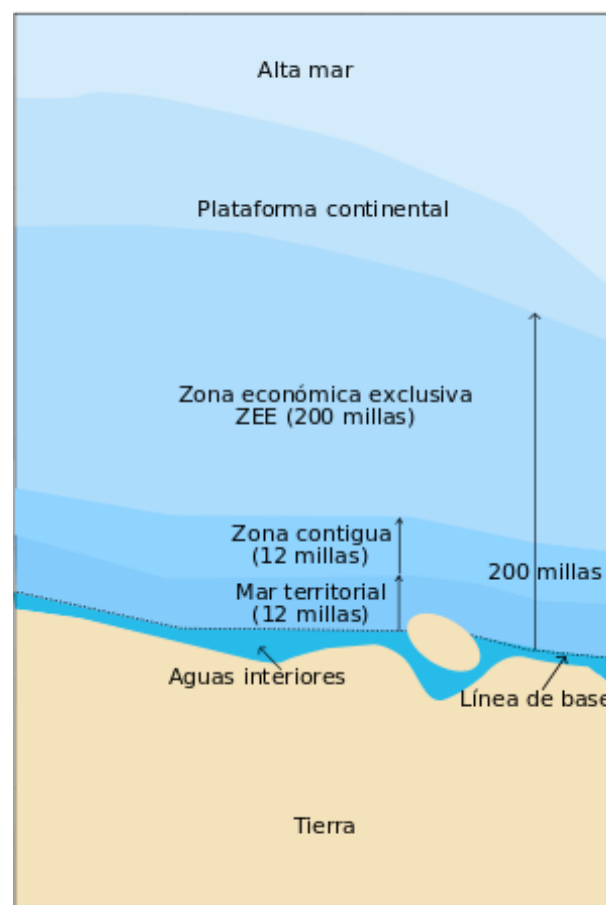 Alta mar
Plataforma continental
Zona económica exclusiva
ZEE (200 millas)
Zona contigua
(12 millas)
200 millas
Mar territorial
(12 millas)
Aguas interiores
Línea de base
Tierra